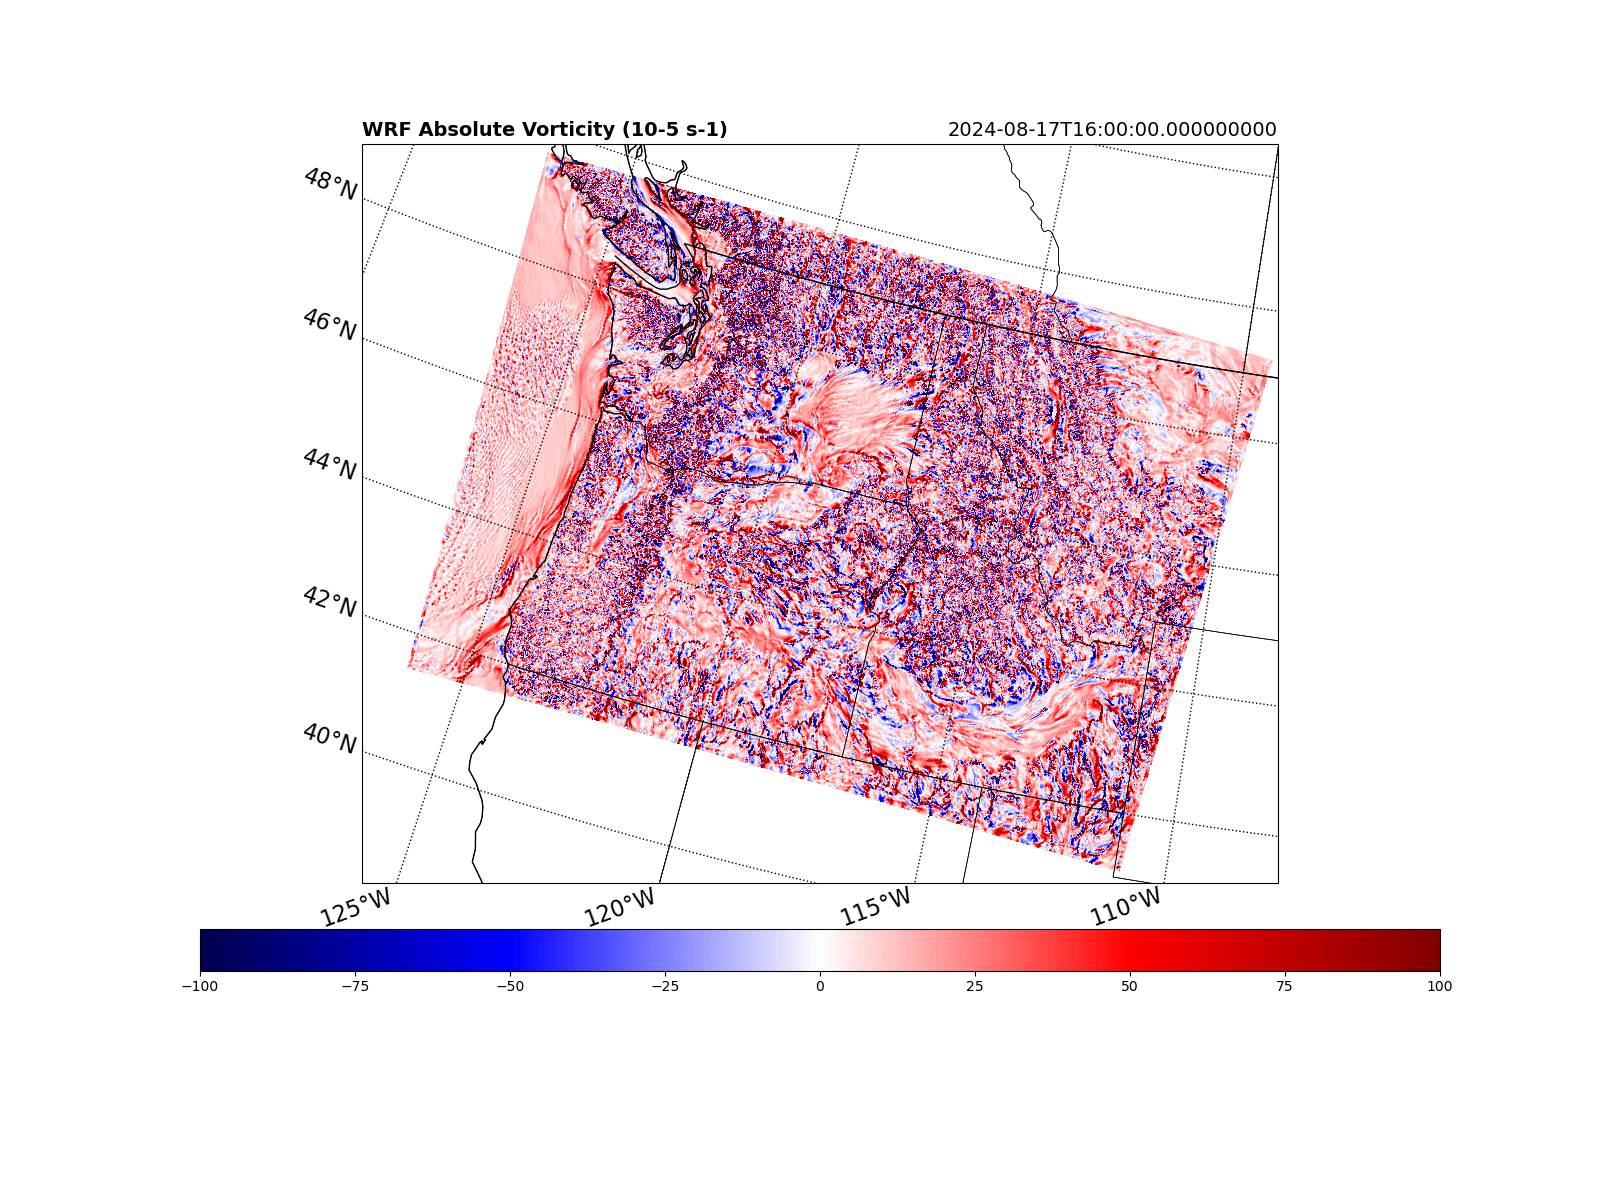 WRF Absolute Vorticity (10-5 s-1) 2024-08-17T16:00:00.000000000
48°N
46°N
44°N
42°N
40°N
125°W 120°W 115°W 110°W
−100 −75 −50 −25 0 25 50 75 100